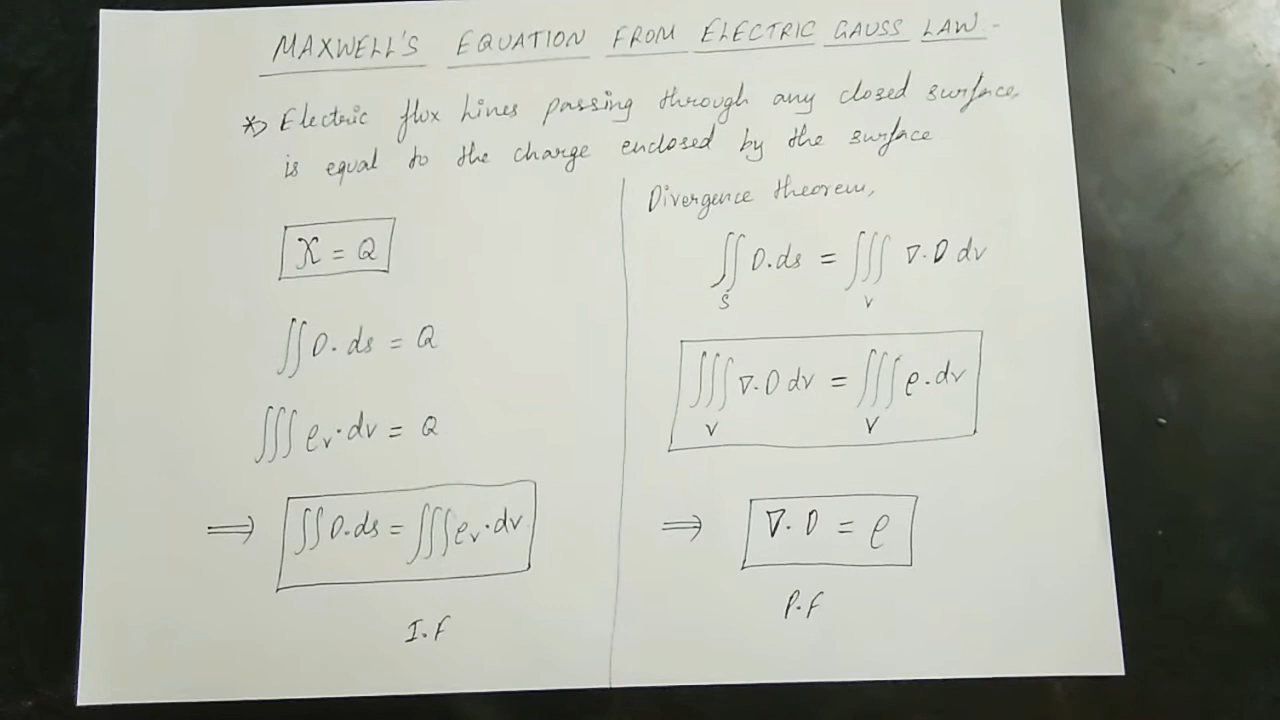 MAXWELL'S EQUATION FROM ELECTRIC GAUSS LAW -
* Electric flux Lines passing through any closed surface,
is equal to the charge enclosed by the surface
χ = Q
∬ D. ds = Q
∭ ρv. dv = Q
⟹ ∬ D.ds = ∭ ρv. dv
I.F
Divergence theorem,
∬S D.ds = ∭v ∇.D dv
∭v ∇.D dv = ∭v ρ.dv
⟹ ∇. D = ρ
P.F